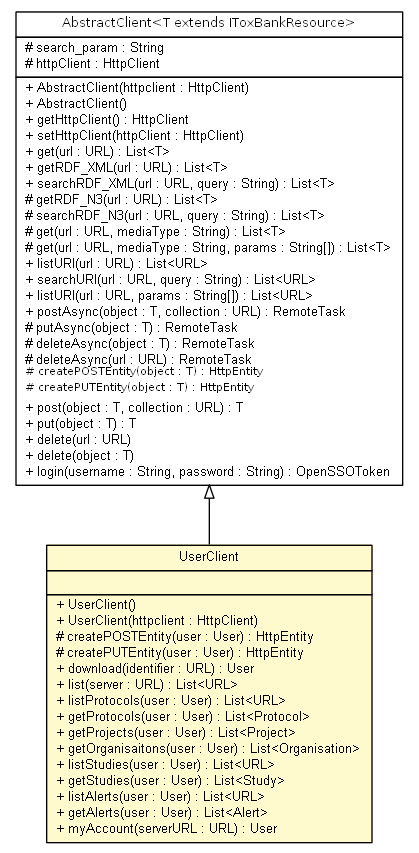 AbstractClient<T extends IToxBankResource>
# search_param : String
# httpClient : HttpClient
+ AbstractClient(httpclient : HttpClient)
+ AbstractClient()
+ getHttpClient() : HttpClient
+ setHttpClient(httpclient : HttpClient)
+ get(url : URL) : List<T>
+ getRDF_XML(url : URL) : List<T>
+ searchRDF_XML(url : URL, query : String) : List<T>
# getRDF_N3(url : URL) : List<T>
# searchRDF_N3(url : URL, query : String) : List<T>
# get(url : URL, mediaType : String) : List<T>
# get(url : URL, mediaType : String, params : String[]) : List<T>
+ listURI(url : URL) : List<URL>
+ searchURI(url : URL, query : String) : List<URL>
+ listURI(url : URL, params : String[]) : List<URL>
+ postAsync(object : T, collection : URL) : RemoteTask
# putAsync(object : T) : RemoteTask
# deleteAsync(object : T) : RemoteTask
# deleteAsync(url : URL) : RemoteTask
# createPOSTEntity(object : T) : HttpEntity
# createPUTEntity(object : T) : HttpEntity
+ post(object : T, collection : URL) : T
+ put(object : T) : T
+ delete(url : URL)
+ delete(object : T)
+ login(username : String, password : String) : OpenSSOToken
UserClient
+ UserClient()
+ UserClient(httpclient : HttpClient)
# createPOSTEntity(user : User) : HttpEntity
# createPUTEntity(user : User) : HttpEntity
+ download(identifier : URL) : User
+ list(server : URL) : List<URL>
+ listProtocols(user : User) : List<URL>
+ getProtocols(user : User) : List<Protocol>
+ getProjects(user : User) : List<Project>
+ getOrganisaitons(user : User) : List<Organisation>
+ listStudies(user : User) : List<URL>
+ getStudies(user : User) : List<Study>
+ listAlerts(user : User) : List<URL>
+ getAlerts(user : User) : List<Alert>
+ myAccount(serverURL : URL) : User